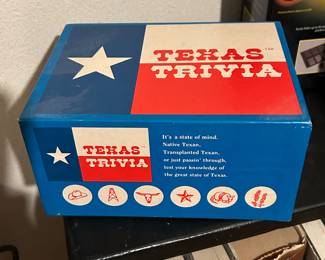 TEXAS™
TRIVIA
TEXAS™
TRIVIA
It's a state of mind.
Native Texan,
Transplanted Texan,
or just passin' through,
test your knowledge of
the great state of Texas.